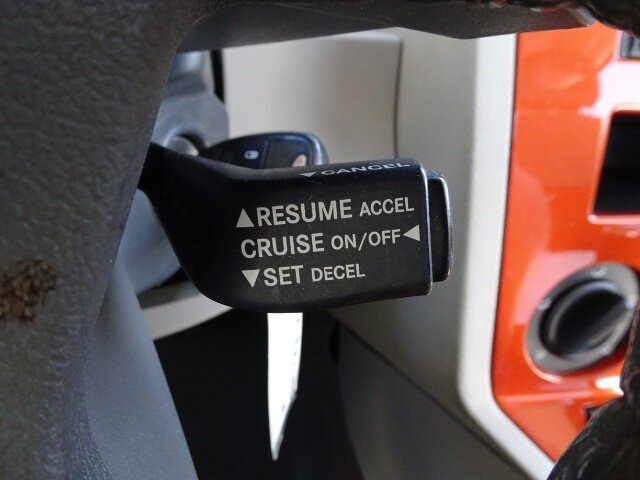 ▼CANCEL
▲RESUME ACCEL
CRUISE ON/OFF◀
▼SET DECEL